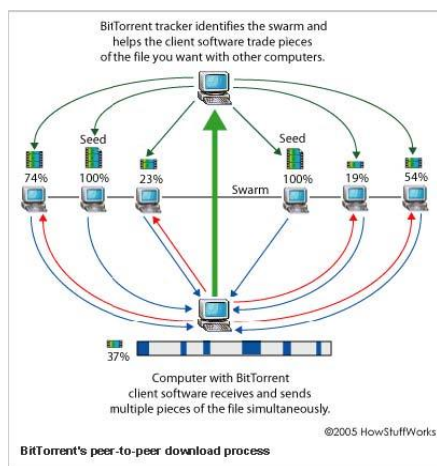 BitTorrent tracker identifies the swarm and
helps the client software trade pieces
of the file you want with other computers.
Seed
Seed
74%
100%
23%
100%
19%
54%
Swarm
37%
Computer with BitTorrent
client software receives and sends
multiple pieces of the file simultaneously.
©2005 HowStuffWorks
BitTorrent's peer-to-peer download process